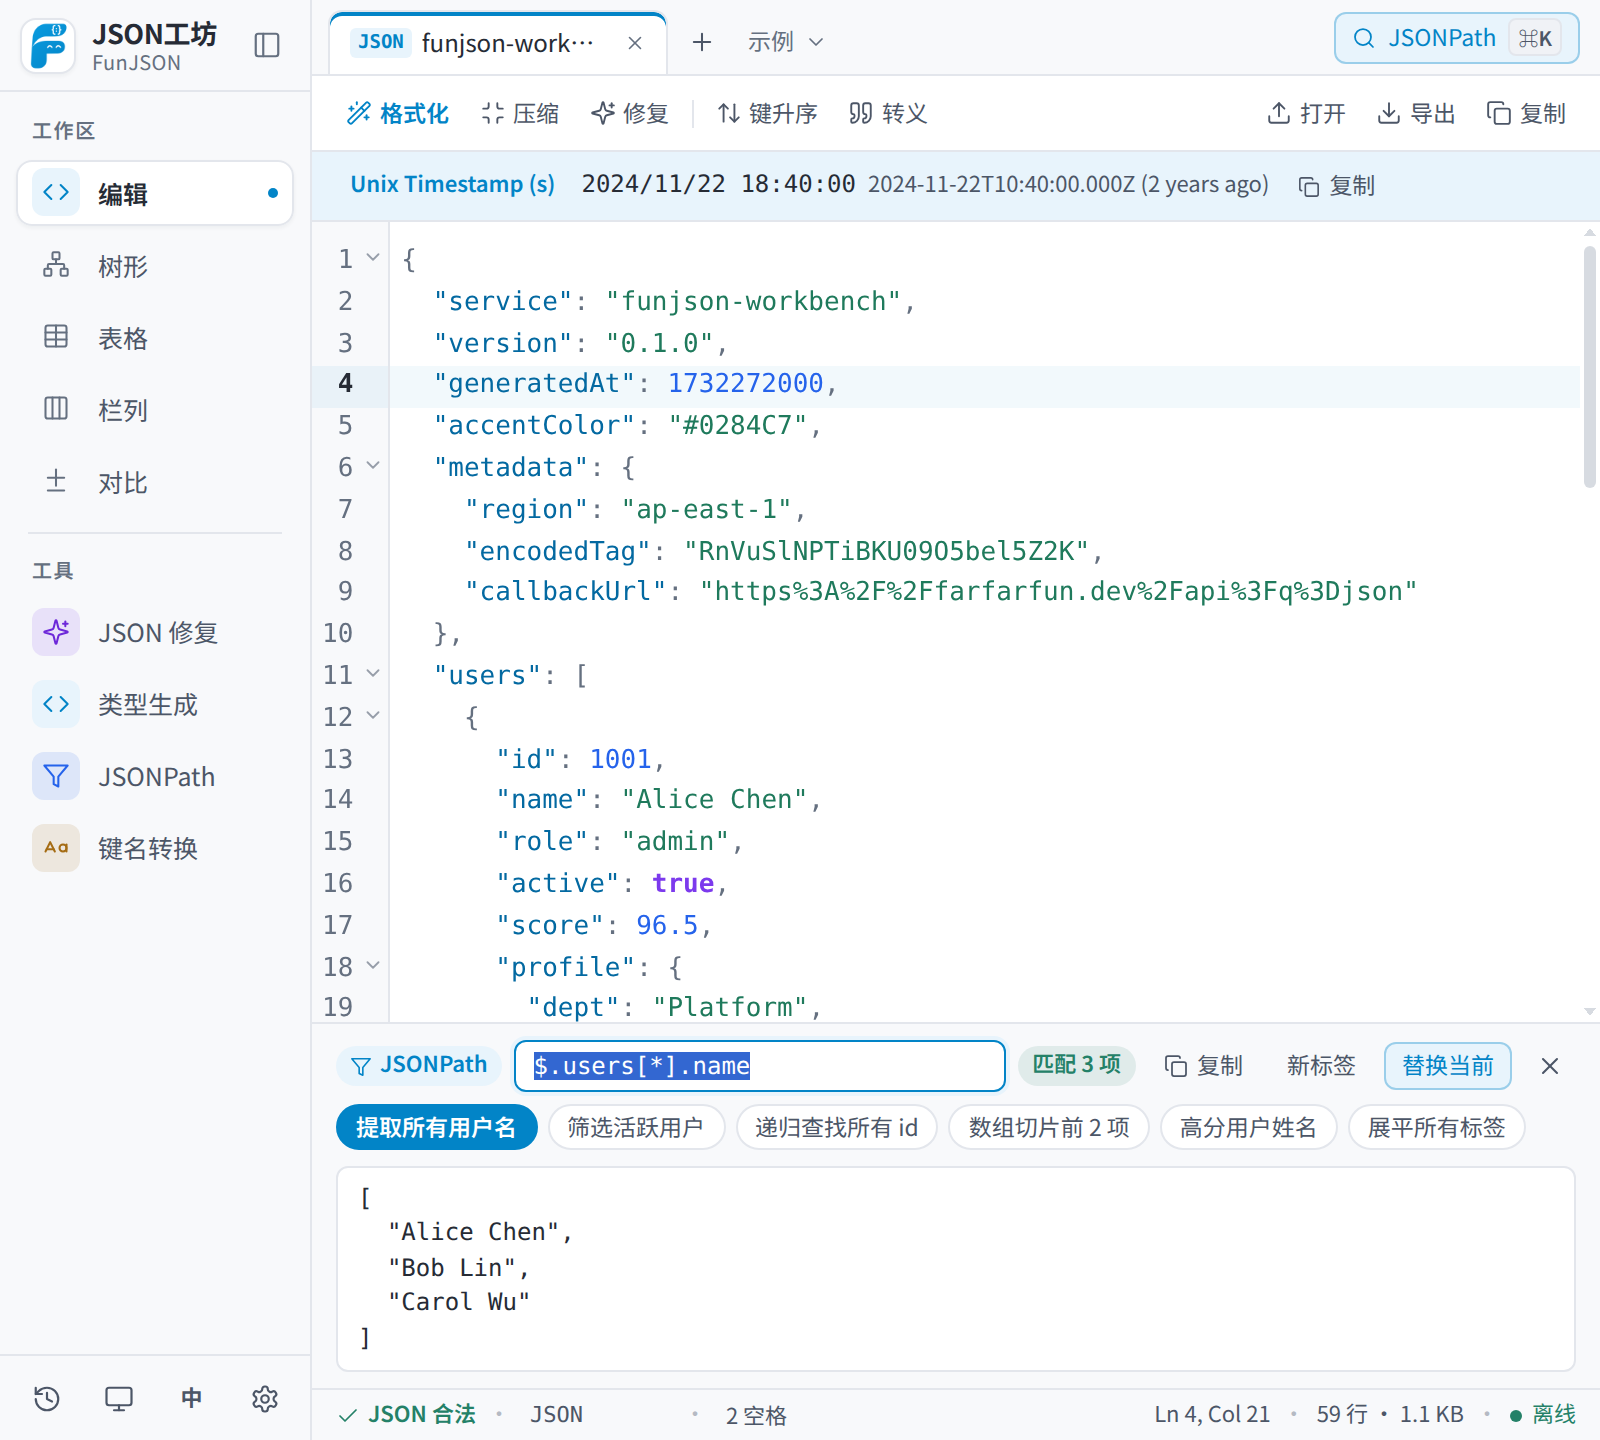 JSON工坊
FunJSON
工作区
编辑
树形
表格
栏列
对比
工具
JSON 修复
类型生成
JSONPath
Aa 键名转换
中
JSON funjson-work… 示例 JSONPath ⌘K
格式化 压缩 修复 键升序 转义 打开 导出 复制
Unix Timestamp (s) 2024/11/22 18:40:00 2024-11-22T10:40:00.000Z (2 years ago) 复制
1 {
2 "service": "funjson-workbench",
3 "version": "0.1.0",
4 "generatedAt": 1732272000,
5 "accentColor": "#0284C7",
6 "metadata": {
7 "region": "ap-east-1",
8 "encodedTag": "RnVuSlNPTiBKU09O5bel5Z2K",
9 "callbackUrl": "https%3A%2F%2Ffarfarfun.dev%2Fapi%3Fq%3Djson"
10 },
11 "users": [
12 {
13 "id": 1001,
14 "name": "Alice Chen",
15 "role": "admin",
16 "active": true,
17 "score": 96.5,
18 "profile": {
19 "dept": "Platform",
JSONPath $.users[*].name 匹配 3 项 复制 新标签 替换当前
提取所有用户名 筛选活跃用户 递归查找所有 id 数组切片前 2 项 高分用户姓名 展平所有标签
[
"Alice Chen",
"Bob Lin",
"Carol Wu"
]
JSON 合法 • JSON • 2 空格 Ln 4, Col 21 • 59 行 • 1.1 KB • 离线